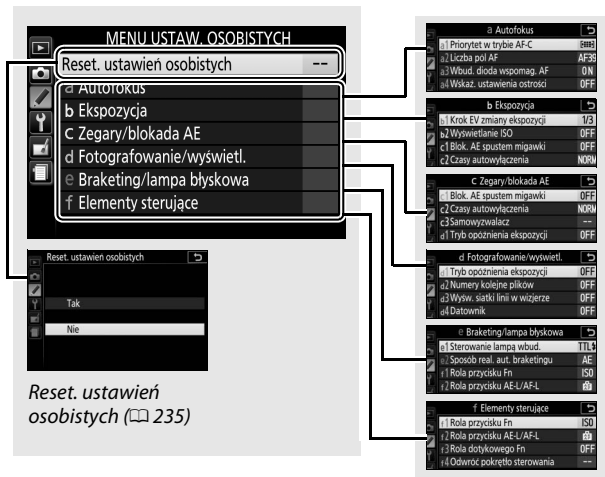 MENU USTAW. OSOBISTYCH
Reset. ustawień osobistych --
a Autofokus
b Ekspozycja
c Zegary/blokada AE
d Fotografowanie/wyświetl.
e Braketing/lampa błyskowa
f Elementy sterujące
Reset. ustawień osobistych
Tak
Nie
Reset. ustawień
osobistych (📖 235)
a Autofokus
a1 Priorytet w trybie AF-C
a2 Liczba pól AF AF39
a3 Wbud. dioda wspomag. AF ON
a4 Wskaź. ustawienia ostrości OFF
b Ekspozycja
b1 Krok EV zmiany ekspozycji 1/3
b2 Wyświetlanie ISO OFF
c1 Blok. AE spustem migawki OFF
c2 Czasy autowyłączenia NORM
c Zegary/blokada AE
c1 Blok. AE spustem migawki OFF
c2 Czasy autowyłączenia NORM
c3 Samowyzwalacz --
d1 Tryb opóźnienia ekspozycji OFF
d Fotografowanie/wyświetl.
d1 Tryb opóźnienia ekspozycji OFF
d2 Numery kolejne plików OFF
d3 Wyśw. siatki linii w wizjerze OFF
d4 Datownik OFF
e Braketing/lampa błyskowa
e1 Sterowanie lampą wbud. TTL⚡
e2 Sposób real. aut. braketingu AE
f1 Rola przycisku Fn ISO
f2 Rola przycisku AE-L/AF-L
f Elementy sterujące
f1 Rola przycisku Fn ISO
f2 Rola przycisku AE-L/AF-L
f3 Rola dotykowego Fn OFF
f4 Odwróć pokrętło sterowania --